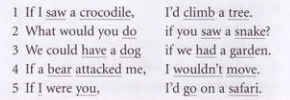 1 If I saw a crocodile, I'd climb a tree.
2 What would you do if you saw a snake?
3 We could have a dog if we had a garden.
4 If a bear attacked me, I wouldn't move.
5 If I were you, I'd go on a safari.